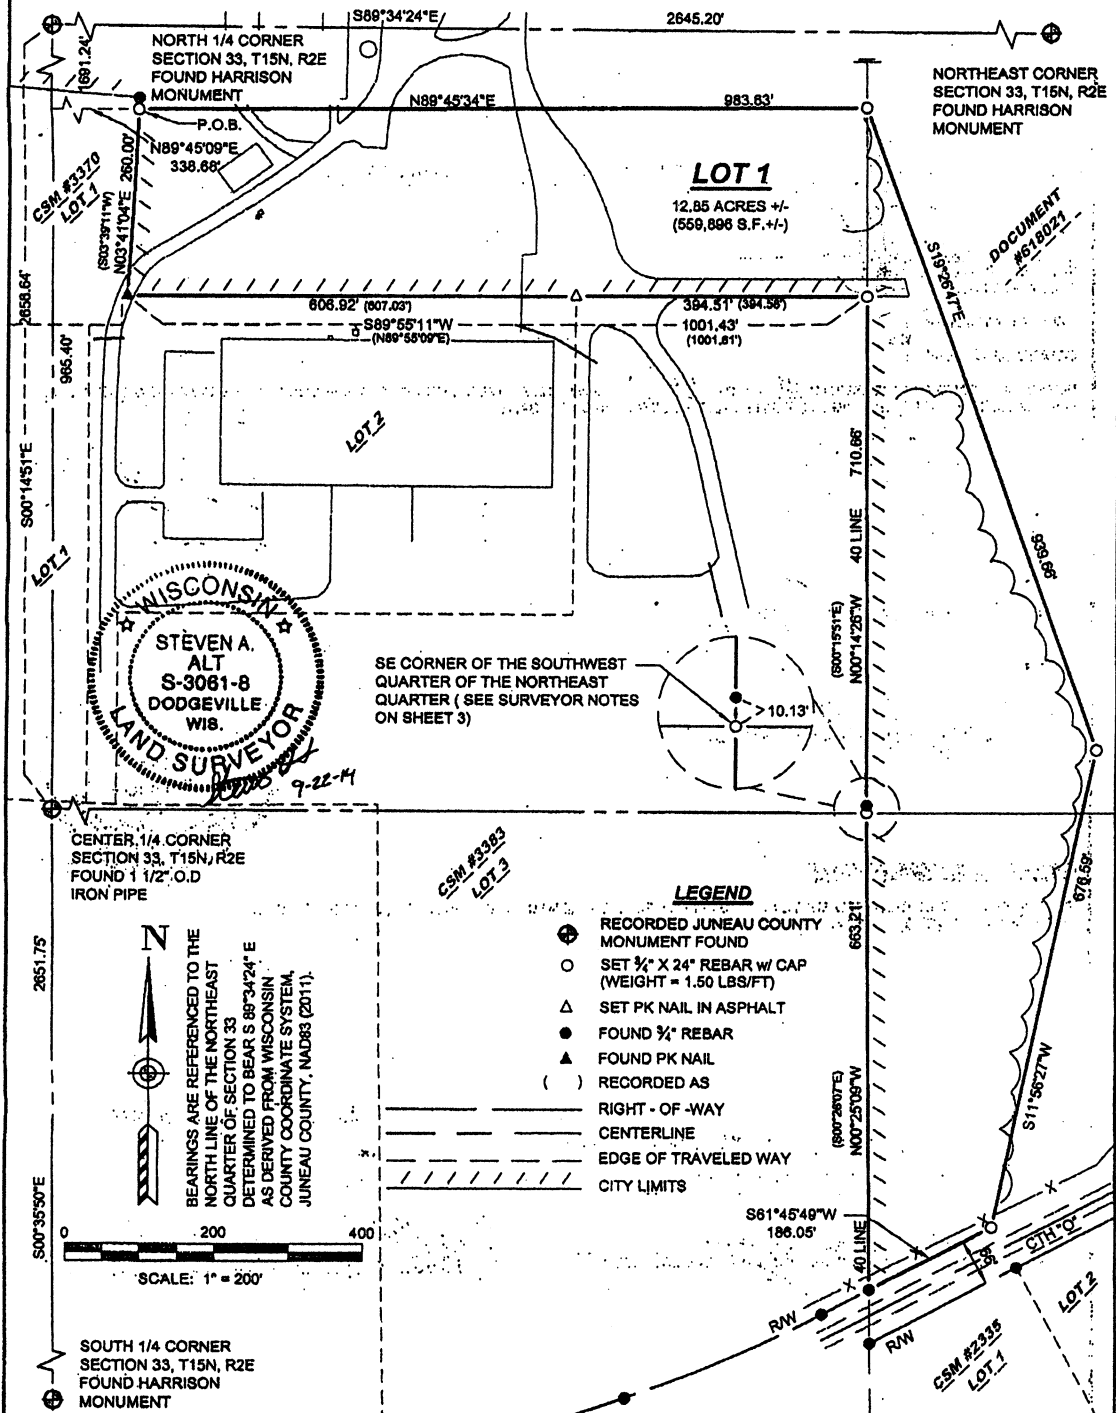 S89°34'24"E
2645.20'
1691.24'
NORTH 1/4 CORNER
SECTION 33, T15N, R2E
FOUND HARRISON
MONUMENT
NORTHEAST CORNER
SECTION 33, T15N, R2E
FOUND HARRISON
MONUMENT
N89°45'34"E
983.63'
P.O.B.
N89°45'09"E
338.68'
CSM #3370
LOT 1
260.00'
(S03°39'11"W)
N03°41'04"E
LOT 1
12.85 ACRES +/-
(559,896 S.F.+/-)
DOCUMENT
#618021
S19°26'47"E
939.66'
2658.64'
S00°14'51"E
965.40'
606.92' (607.03')
394.51' (394.58')
S89°55'11"W
(N89°55'09"E)
1001.43'
(1001.61')
LOT 2
LOT 1
710.66'
40 LINE
(S00°15'51"E)
N00°14'26"W
WISCONSIN
STEVEN A.
ALT
S-3061-8
DODGEVILLE
WIS.
LAND SURVEYOR
9-22-14
SE CORNER OF THE SOUTHWEST
QUARTER OF THE NORTHEAST
QUARTER ( SEE SURVEYOR NOTES
ON SHEET 3)
10.13'
CENTER 1/4 CORNER
SECTION 33, T15N, R2E
FOUND 1 1/2" O.D
IRON PIPE
CSM #3383
LOT 3
676.59'
S11°56'27"W
663.21'
(S00°26'07"E)
N00°25'09"W
40 LINE
LEGEND
RECORDED JUNEAU COUNTY
MONUMENT FOUND
SET ¾" X 24" REBAR w/ CAP
(WEIGHT = 1.50 LBS/FT)
SET PK NAIL IN ASPHALT
FOUND ¾" REBAR
FOUND PK NAIL
( ) RECORDED AS
RIGHT - OF -WAY
CENTERLINE
EDGE OF TRAVELED WAY
CITY LIMITS
N
BEARINGS ARE REFERENCED TO THE
NORTH LINE OF THE NORTHEAST
QUARTER OF SECTION 33
DETERMINED TO BEAR S 89°34'24" E
AS DERIVED FROM WISCONSIN
COUNTY COORDINATE SYSTEM,
JUNEAU COUNTY, NAD83 (2011).
2651.75'
S00°35'50"E
0 200 400
SCALE: 1" = 200'
S61°45'49"W
186.05'
66'
CTH "O"
R/W
R/W
LOT 2
CSM #2335
LOT 1
SOUTH 1/4 CORNER
SECTION 33, T15N, R2E
FOUND HARRISON
MONUMENT